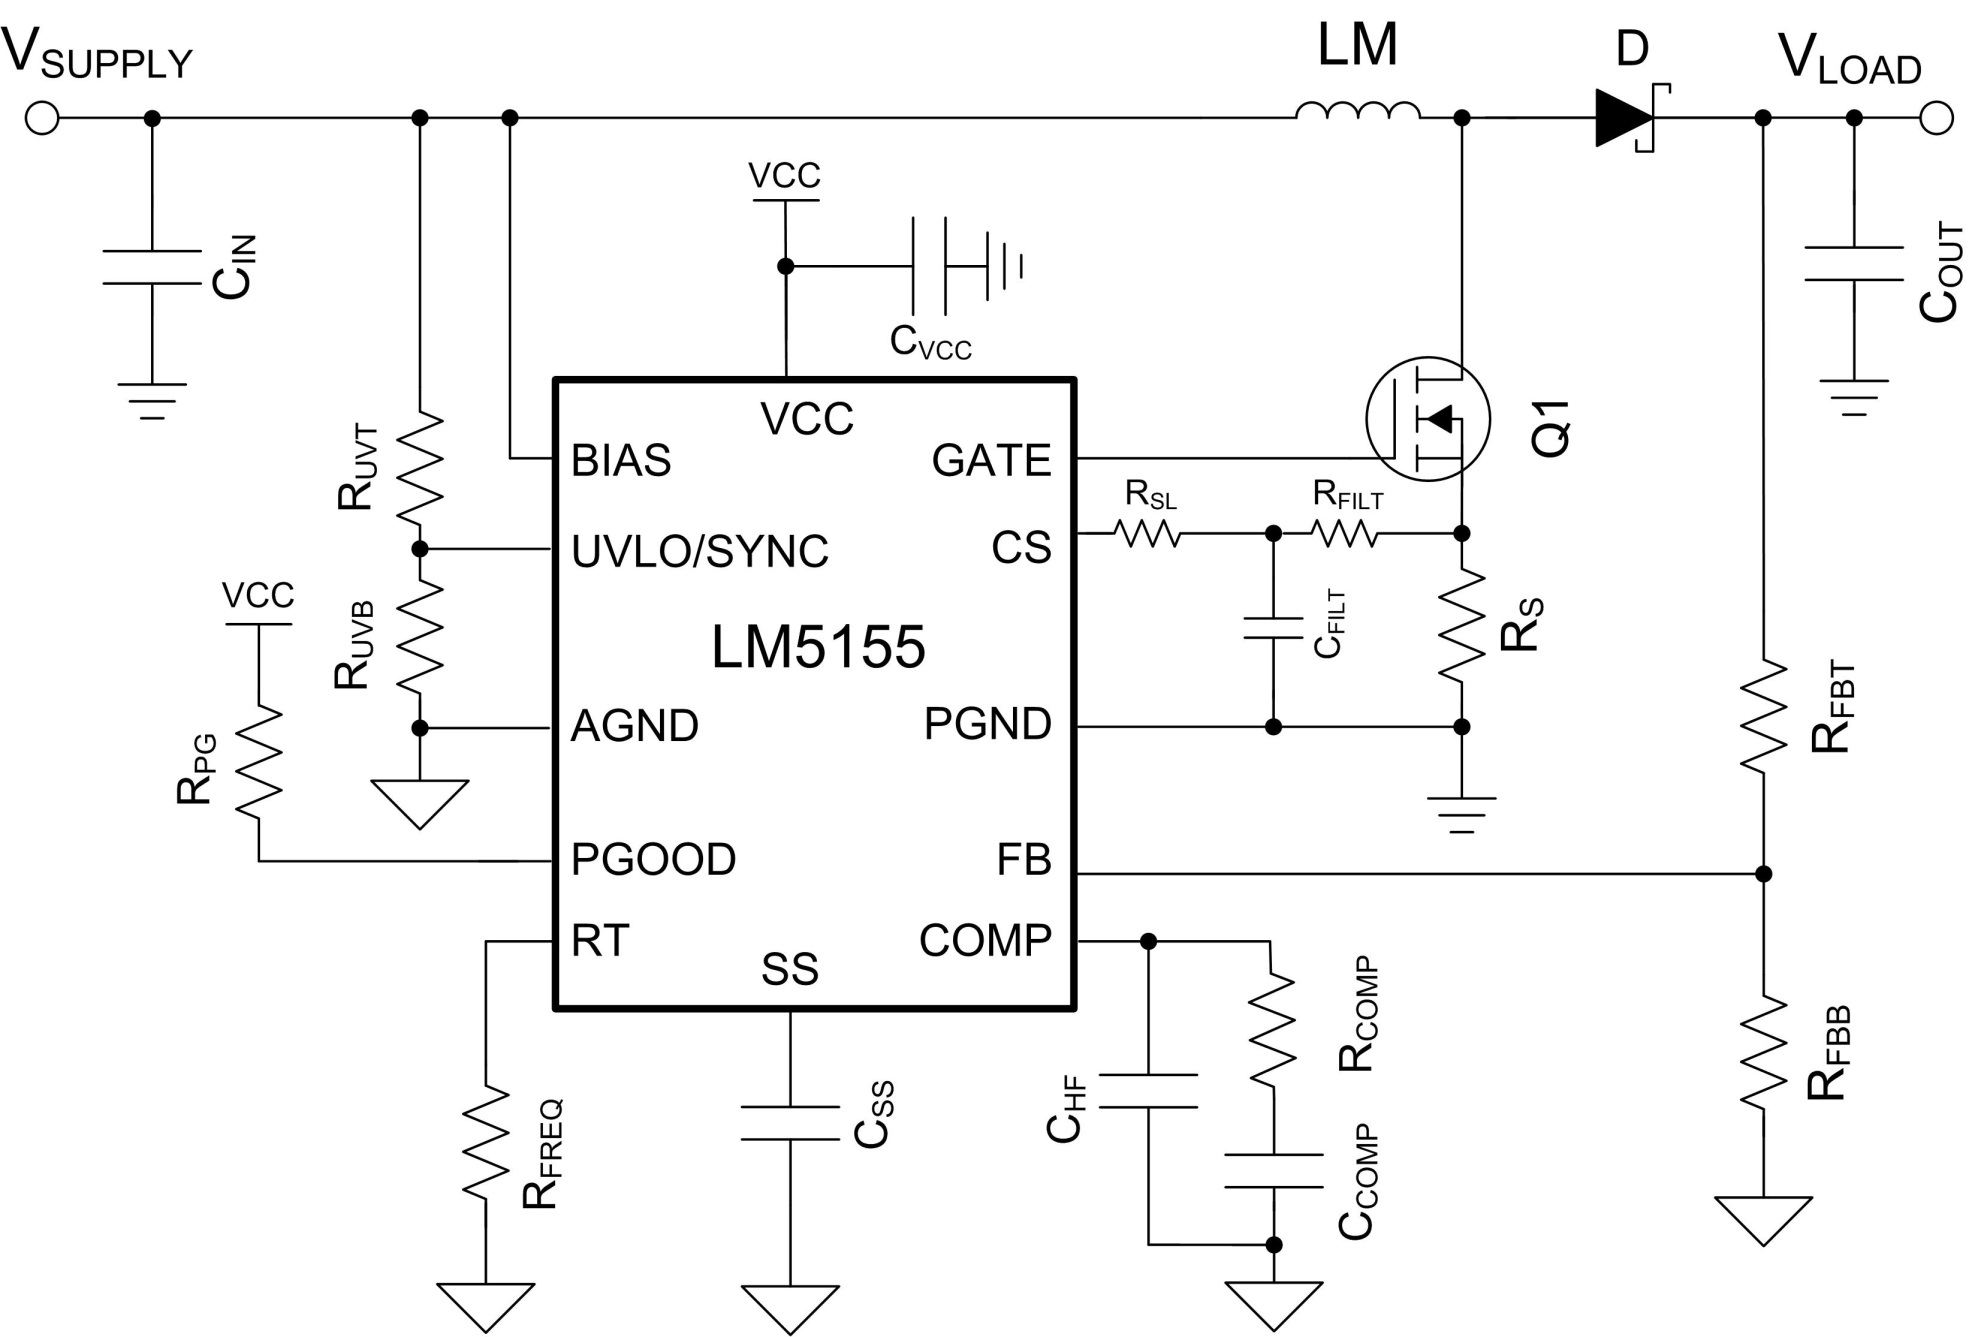 VSUPPLY
LM
D
VLOAD
VCC
CIN
COUT
CVCC
VCC
Q1
BIAS
GATE
RUVT
RSL
RFILT
UVLO/SYNC
CS
VCC
RUVB
LM5155
CFILT
RS
AGND
PGND
RFBT
RPG
PGOOD
FB
RT
COMP
SS
RCOMP
RFBB
CHF
CSS
RFREQ
CCOMP